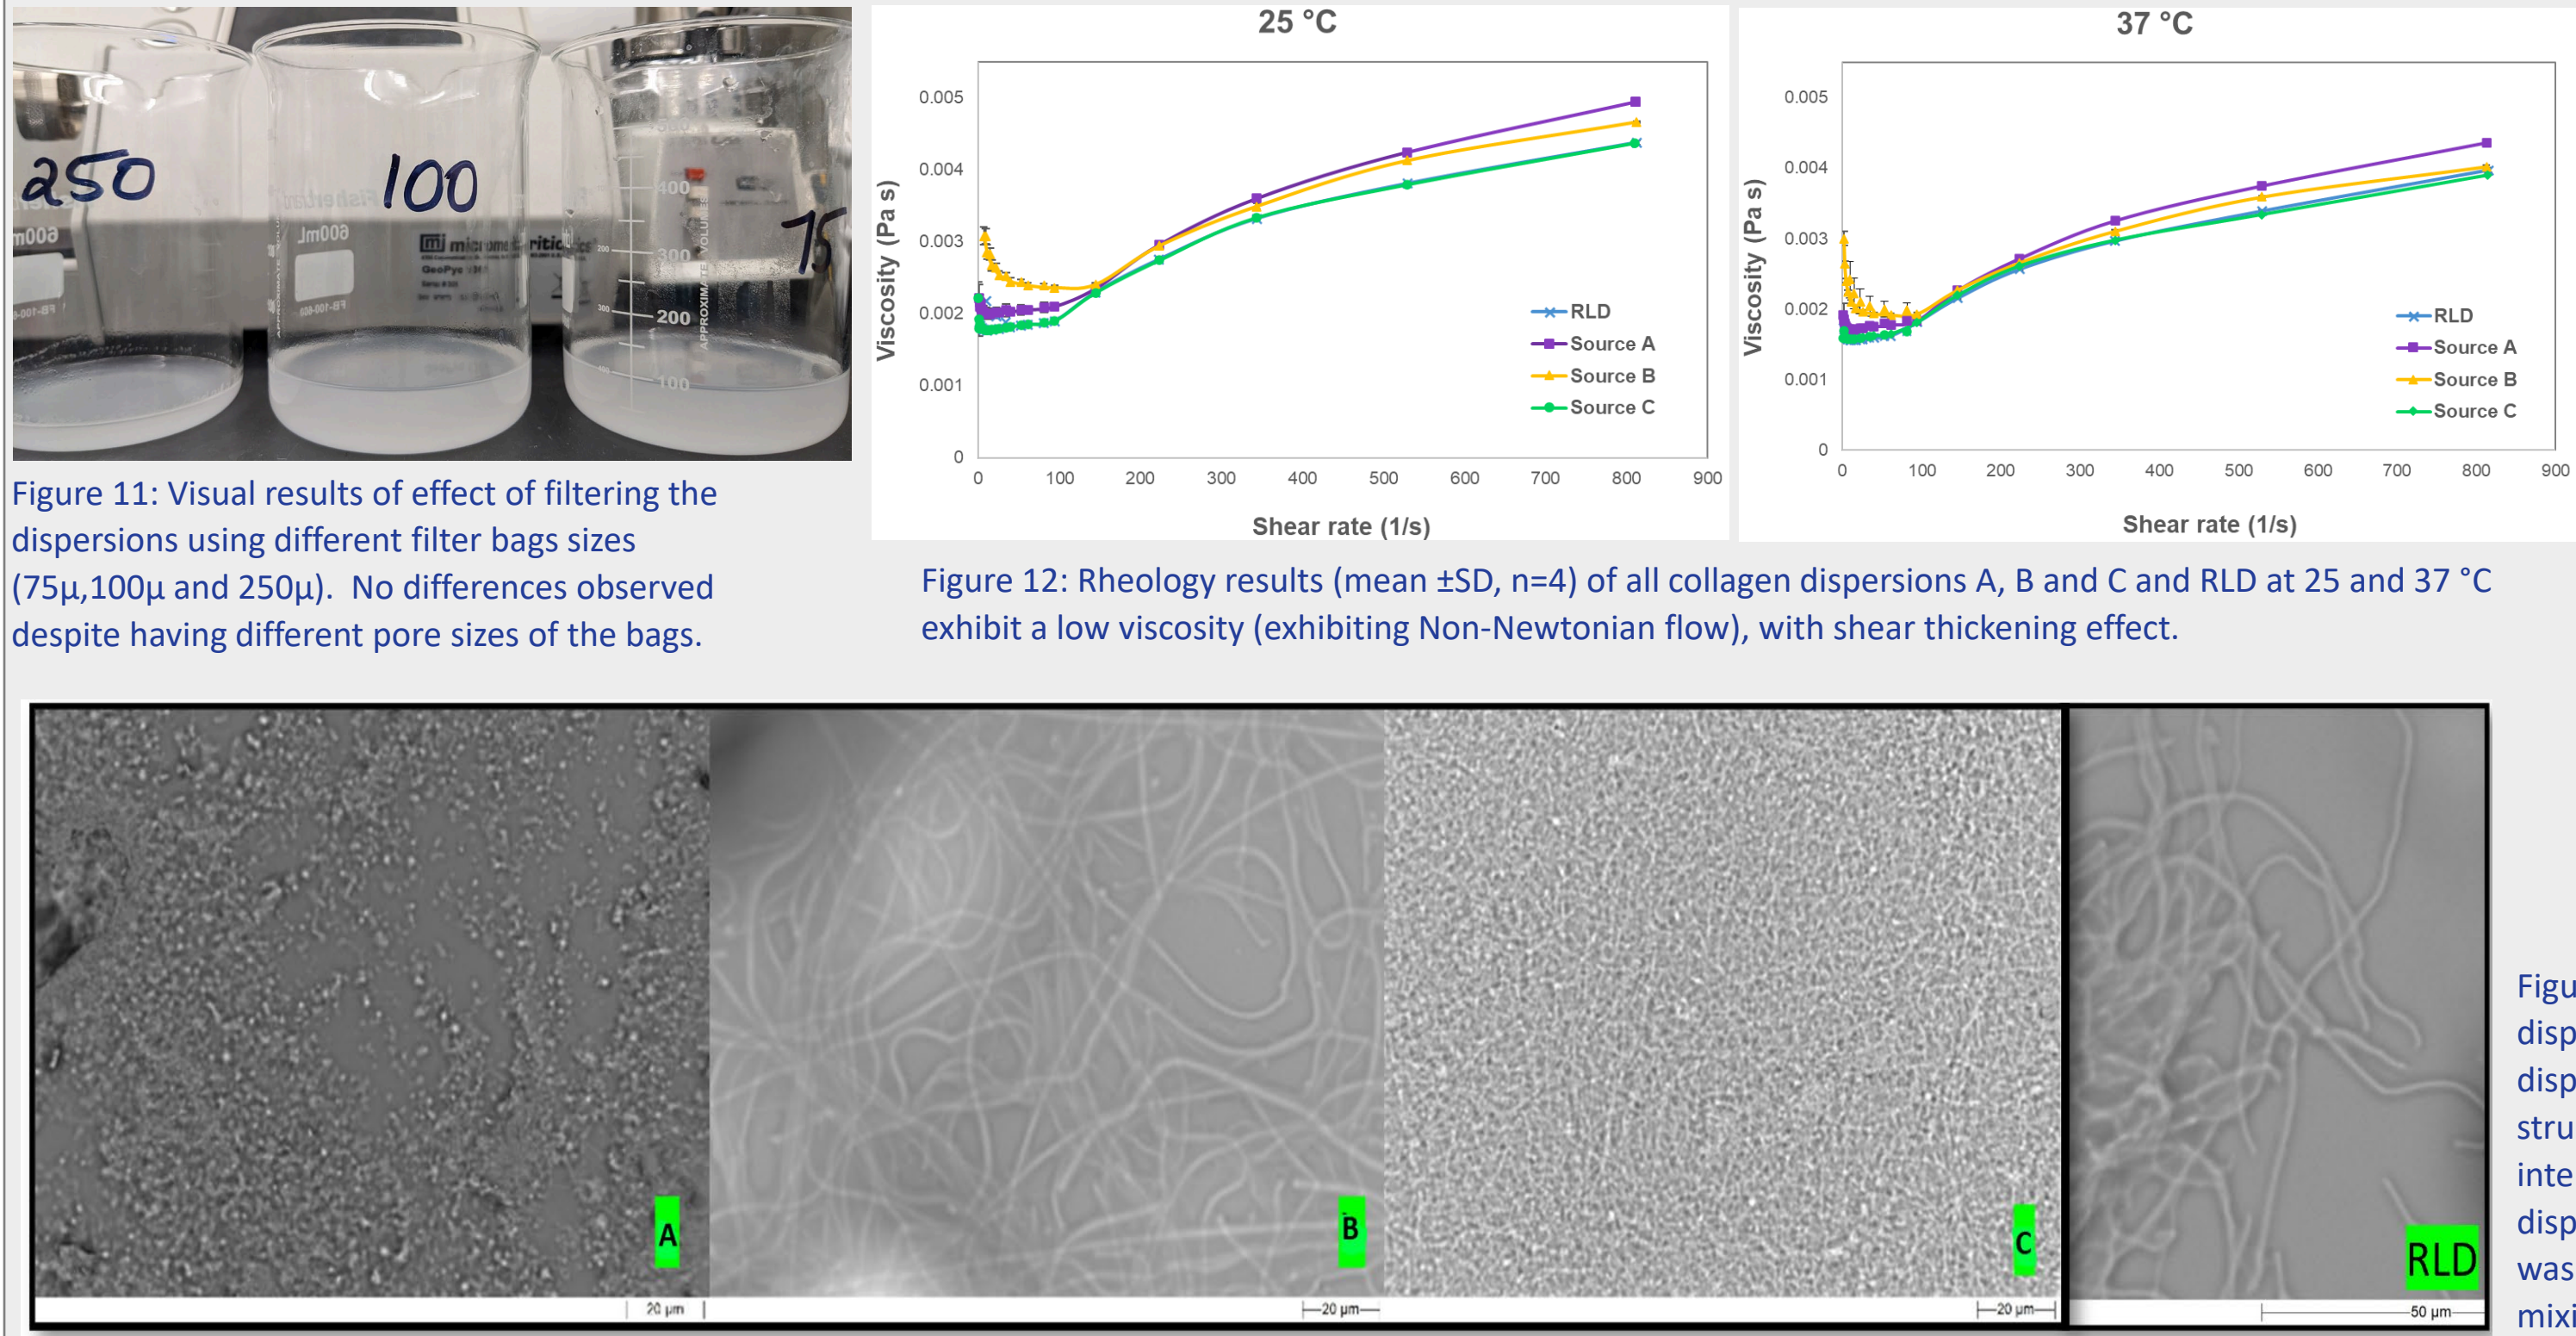 250
100
75
600mL
400
300
200
100
25 °C
Viscosity (Pa s)
0.005
0.004
0.003
0.002
0.001
0
0 100 200 300 400 500 600 700 800 900
Shear rate (1/s)
RLD
Source A
Source B
Source C
37 °C
Viscosity (Pa s)
0.005
0.004
0.003
0.002
0.001
0
0 100 200 300 400 500 600 700 800 900
Shear rate (1/s)
RLD
Source A
Source B
Source C
Figure 11: Visual results of effect of filtering the
dispersions using different filter bags sizes
(75µ,100µ and 250µ). No differences observed
despite having different pore sizes of the bags.
Figure 12: Rheology results (mean ±SD, n=4) of all collagen dispersions A, B and C and RLD at 25 and 37 °C
exhibit a low viscosity (exhibiting Non-Newtonian flow), with shear thickening effect.
A
20 µm
B
20 µm
C
20 µm
RLD
50 µm
Figu
disp
disp
stru
inte
disp
was
mixi